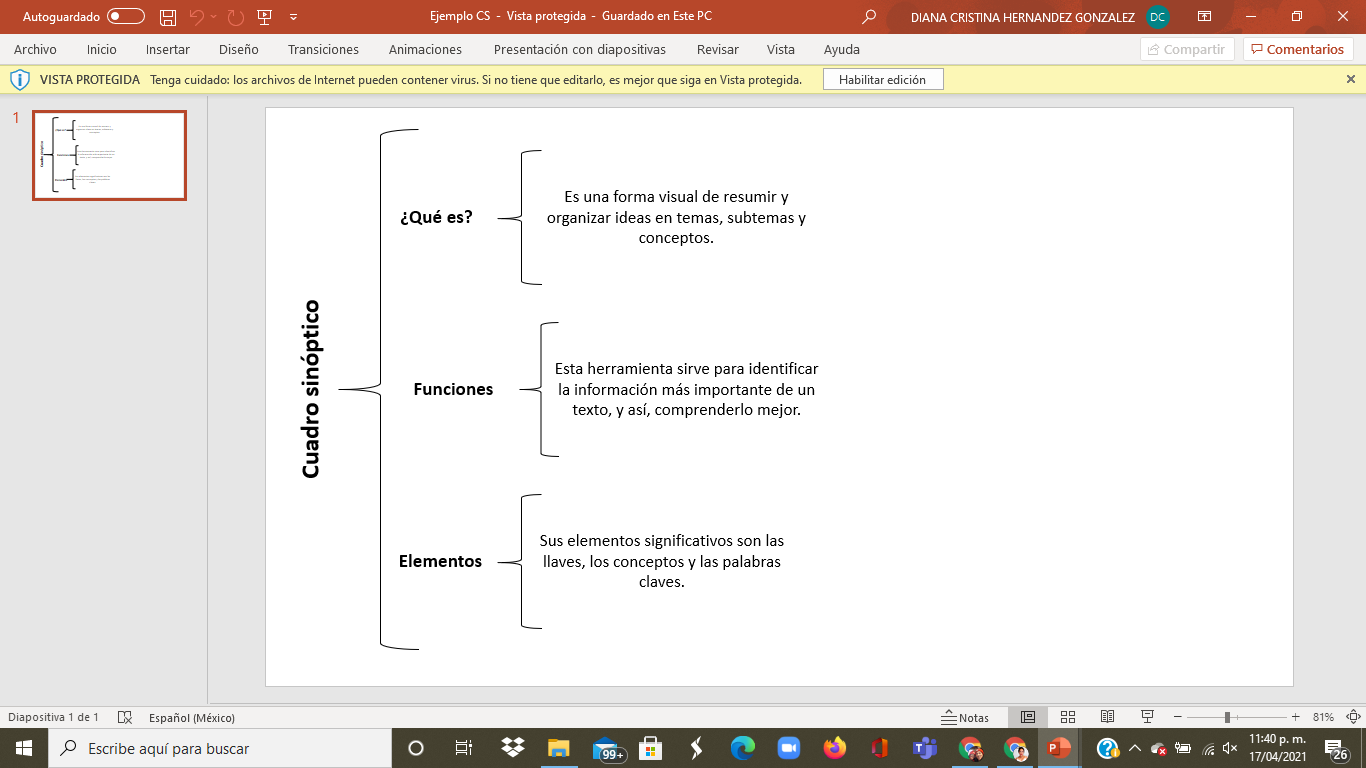 Autoguardado
Ejemplo CS - Vista protegida - Guardado en Este PC
DIANA CRISTINA HERNANDEZ GONZALEZ
DC
Archivo Inicio Insertar Diseño Transiciones Animaciones Presentación con diapositivas Revisar Vista Ayuda
Compartir
Comentarios
VISTA PROTEGIDA Tenga cuidado: los archivos de Internet pueden contener virus. Si no tiene que editarlo, es mejor que siga en Vista protegida.
Habilitar edición
1
Cuadro sinóptico
¿Qué es?
Es una forma visual de resumir y
organizar ideas en temas, subtemas y
conceptos.
Funciones
Esta herramienta sirve para identificar
la información más importante de un
texto, y así, comprenderlo mejor.
Elementos
Sus elementos significativos son las
llaves, los conceptos y las palabras
claves.
Diapositiva 1 de 1
Español (México)
Notas
81%
Escribe aquí para buscar
99+
11:40 p. m.
17/04/2021
26